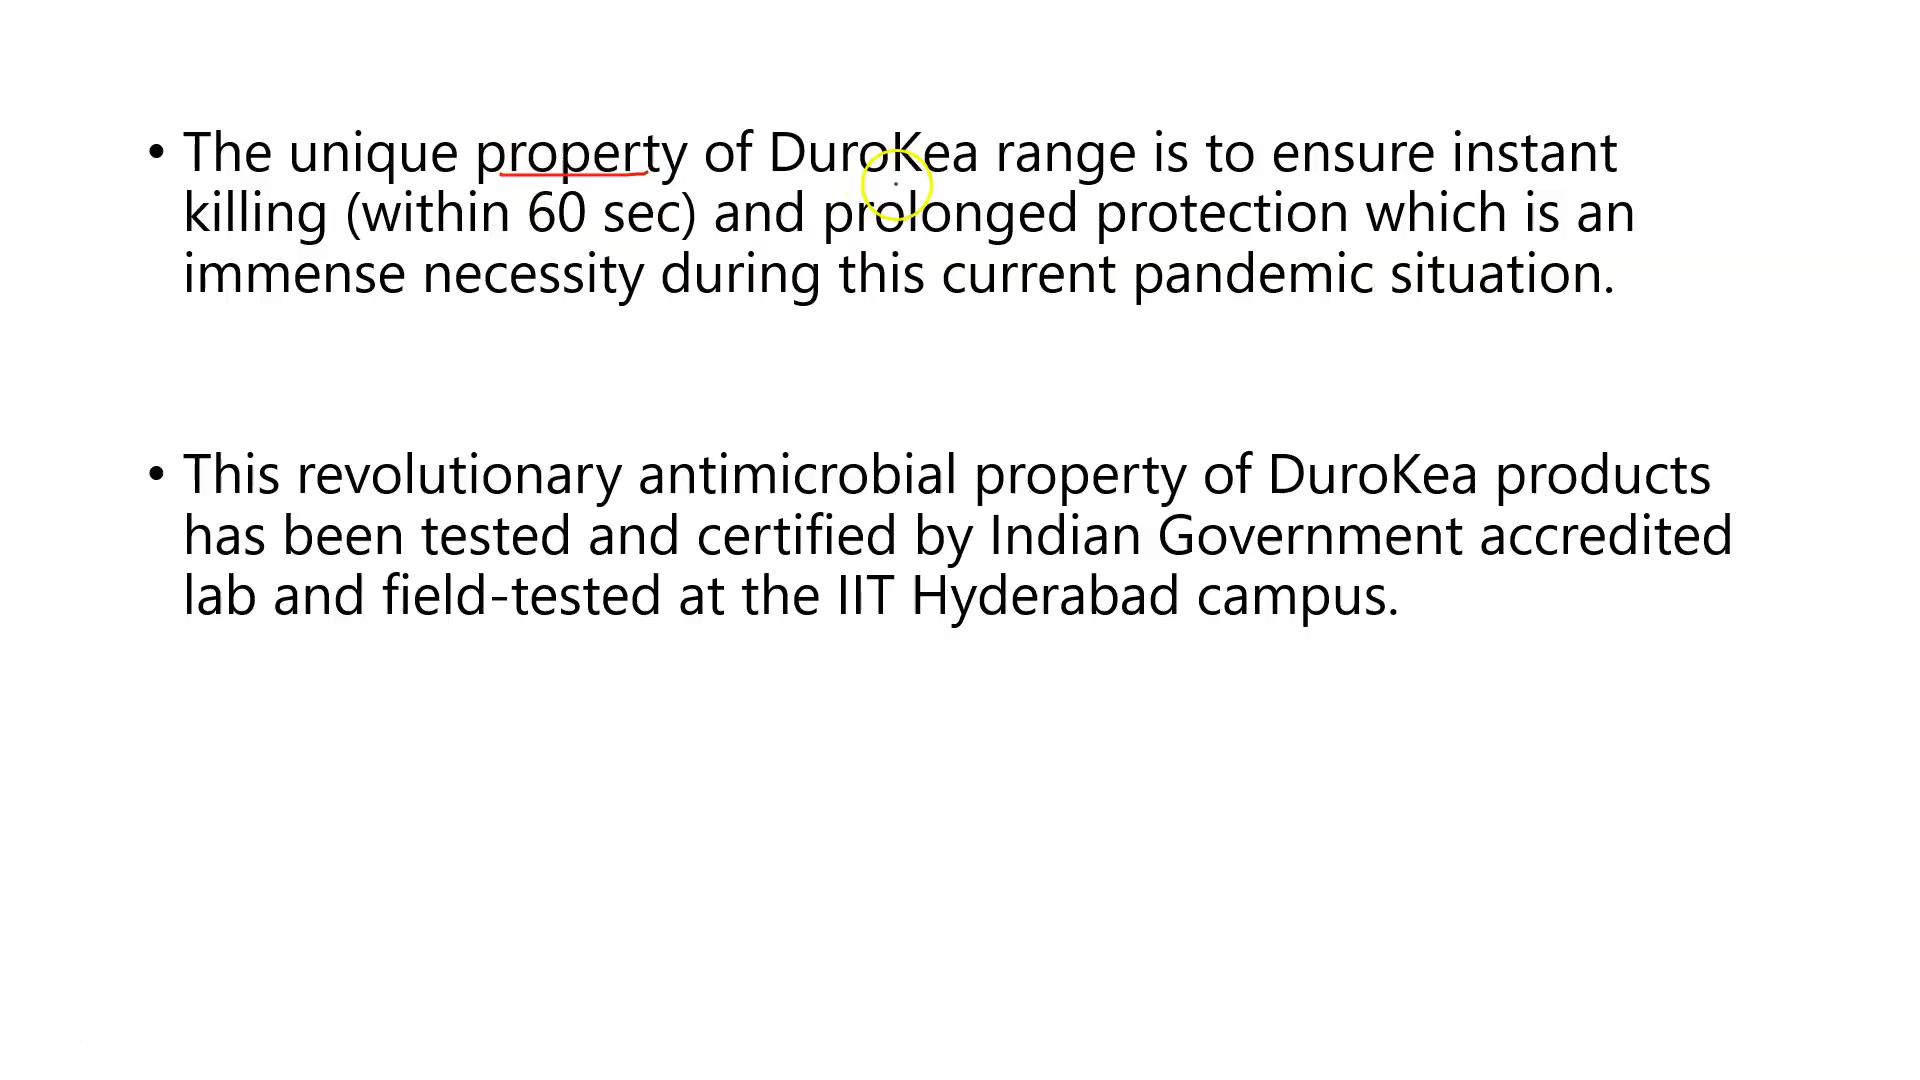 • The unique property of DuroKea range is to ensure instant
killing (within 60 sec) and prolonged protection which is an
immense necessity during this current pandemic situation.
• This revolutionary antimicrobial property of DuroKea products
has been tested and certified by Indian Government accredited
lab and field-tested at the IIT Hyderabad campus.